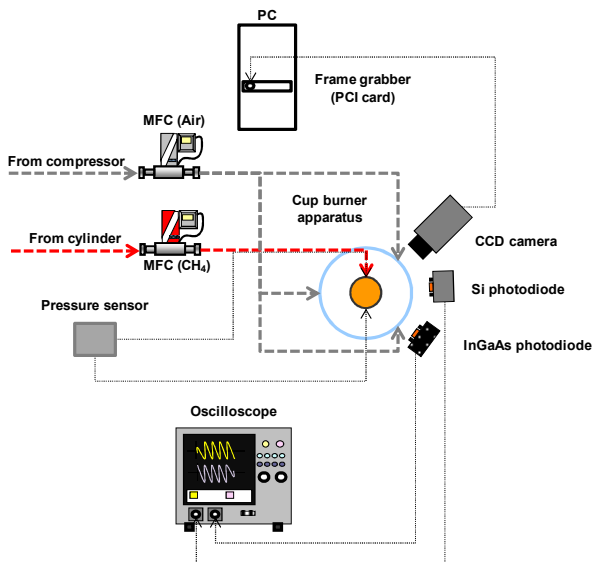 PC
Frame grabber
(PCI card)
MFC (Air)
From compressor
Cup burner
apparatus
From cylinder
MFC (CH₄)
CCD camera
Si photodiode
Pressure sensor
InGaAs photodiode
Oscilloscope